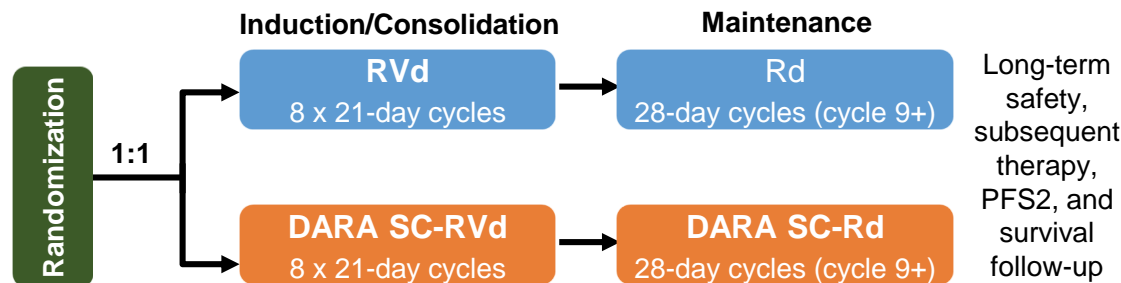 Induction/Consolidation
Maintenance
Randomization
1:1
RVd
8 x 21-day cycles
Rd
28-day cycles (cycle 9+)
DARA SC-RVd
8 x 21-day cycles
DARA SC-Rd
28-day cycles (cycle 9+)
Long-term
safety,
subsequent
therapy,
PFS2, and
survival
follow-up